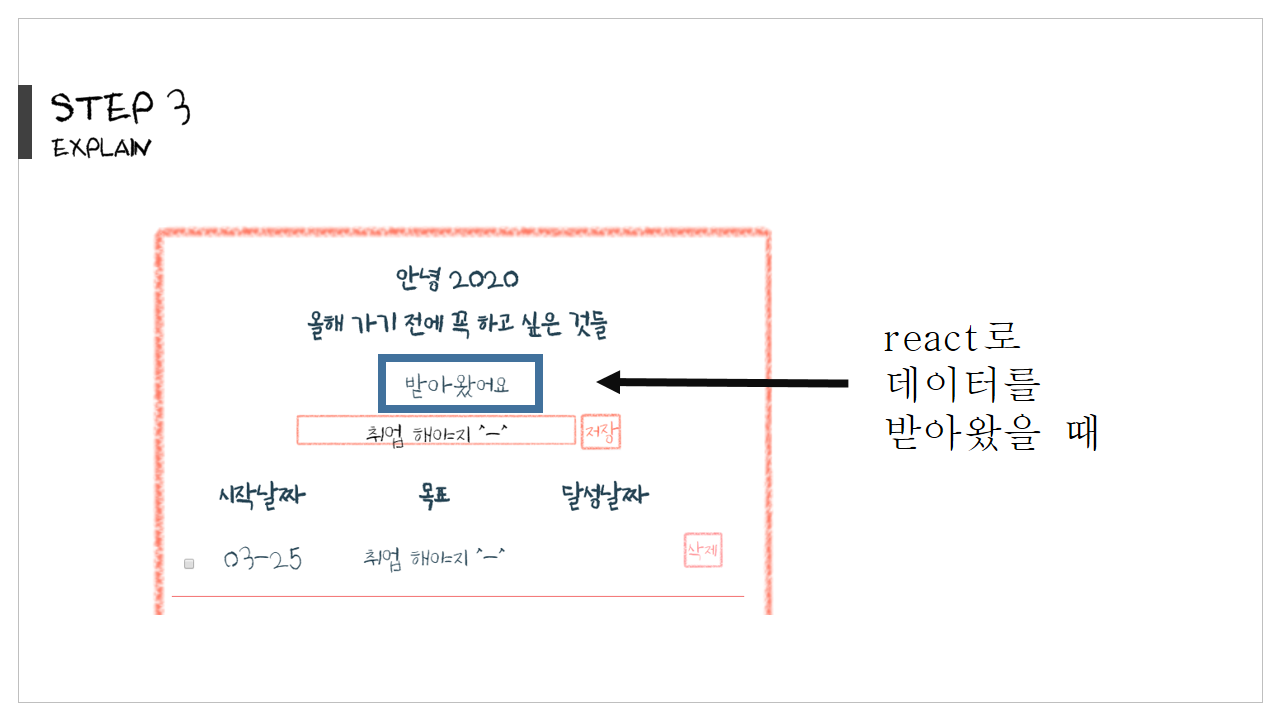 STEP 3
EXPLAIN
안녕 2020
올해 가기 전에 꼭 하고 싶은 것들
받아왔어요
취업 해야지 ^-^ 저장
시작날짜 목표 달성날짜
03-25 취업 해야지 ^-^ 삭제
react로
데이터를
받아왔을 때